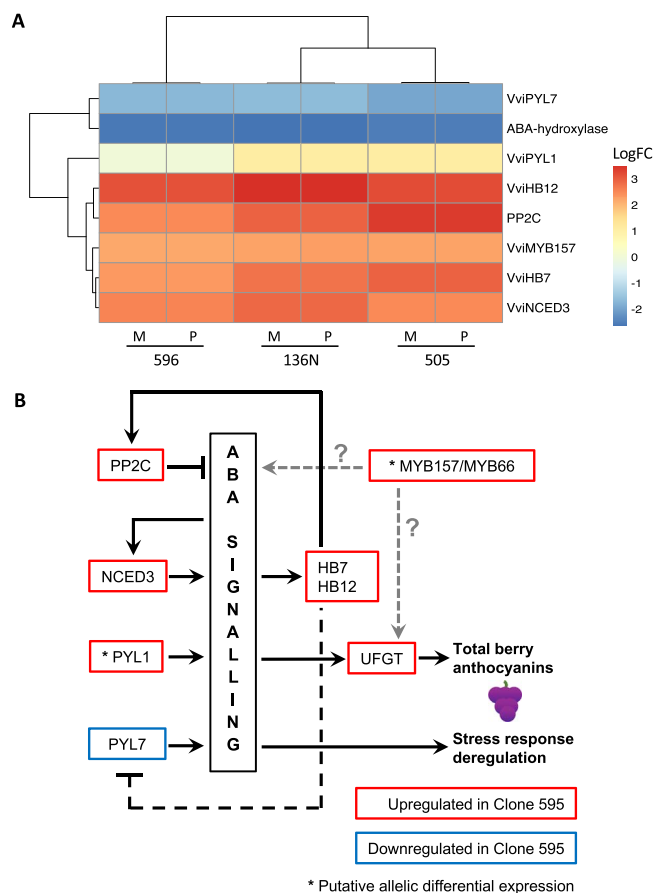 A
VviPYL7
ABA-hydroxylase
VviPYL1
VviHB12
PP2C
VviMYB157
VviHB7
VviNCED3
LogFC
3
2
1
0
-1
-2
M P M P M P
596 136N 505
B
PP2C
ABA SIGNALLING
?
* MYB157/MYB66
?
NCED3
HB7
HB12
* PYL1
UFGT
Total berry
anthocyanins
PYL7
Stress response
deregulation
Upregulated in Clone 595
Downregulated in Clone 595
* Putative allelic differential expression